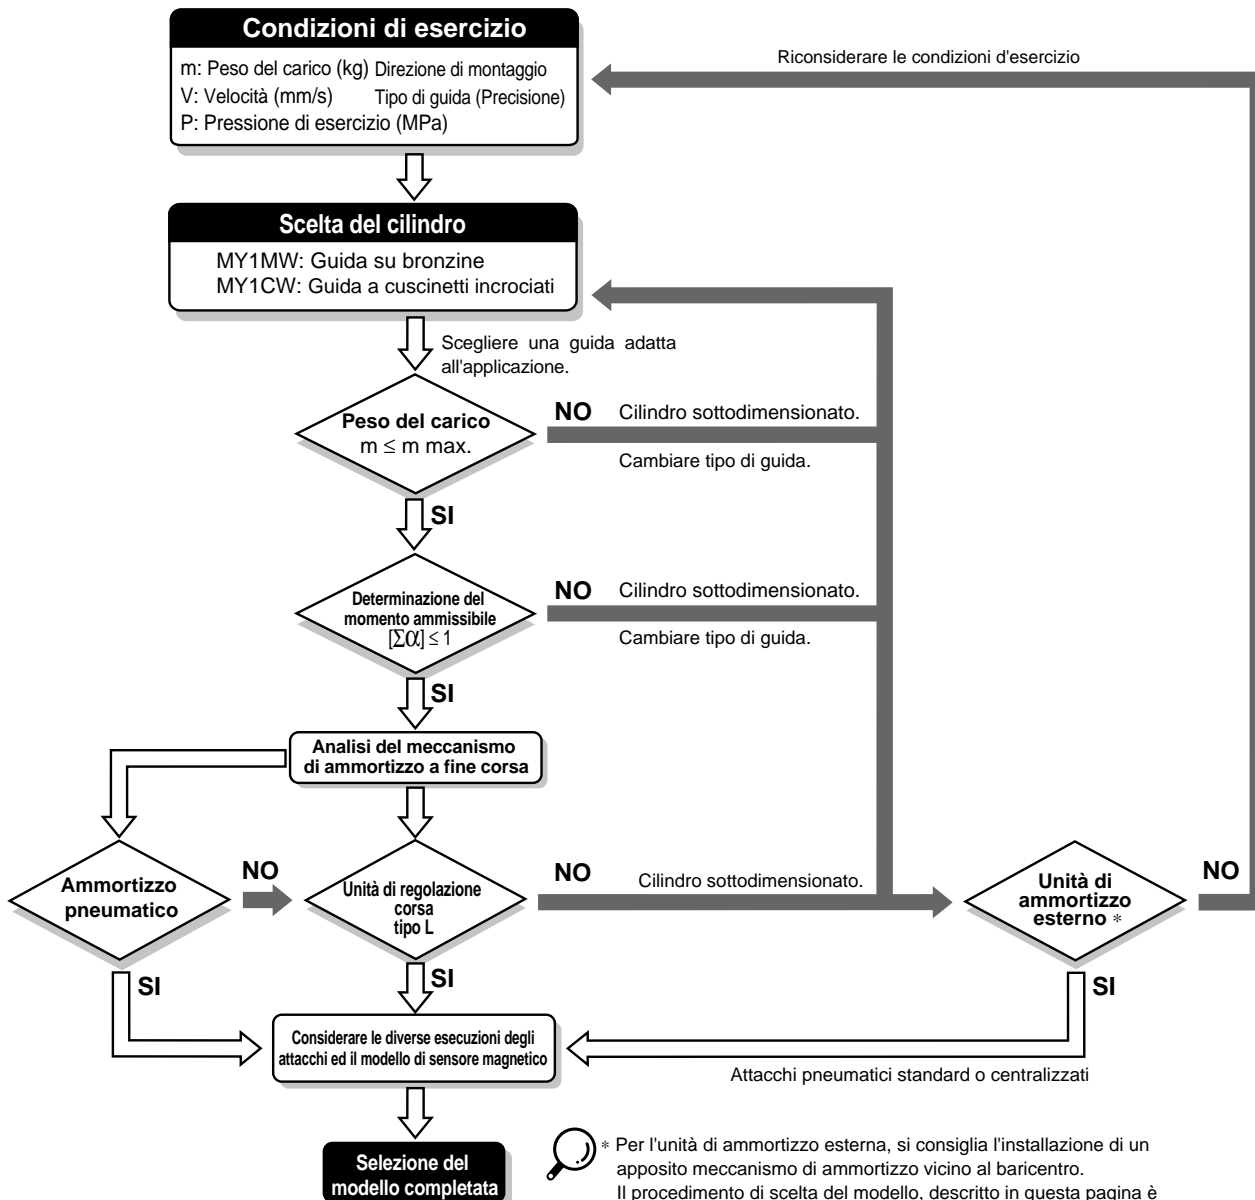 Condizioni di esercizio
m: Peso del carico (kg) Direzione di montaggio
V: Velocità (mm/s) Tipo di guida (Precisione)
P: Pressione di esercizio (MPa)
Riconsiderare le condizioni d'esercizio
Scelta del cilindro
MY1MW: Guida su bronzine
MY1CW: Guida a cuscinetti incrociati
Scegliere una guida adatta
all'applicazione.
Peso del carico
m ≤ m max.
NO
Cilindro sottodimensionato.
Cambiare tipo di guida.
SI
Determinazione del
momento ammissibile
[Σα] ≤ 1
NO
Cilindro sottodimensionato.
Cambiare tipo di guida.
SI
Analisi del meccanismo
di ammortizzo a fine corsa
Ammortizzo
pneumatico
NO
Unità di regolazione
corsa
tipo L
NO
Cilindro sottodimensionato.
Unità di
ammortizzo
esterno *
NO
SI
SI
SI
Considerare le diverse esecuzioni degli
attacchi ed il modello di sensore magnetico
Attacchi pneumatici standard o centralizzati
Selezione del
modello completata
* Per l'unità di ammortizzo esterna, si consiglia l'installazione di un
apposito meccanismo di ammortizzo vicino al baricentro.
Il procedimento di scelta del modello, descritto in questa pagina è